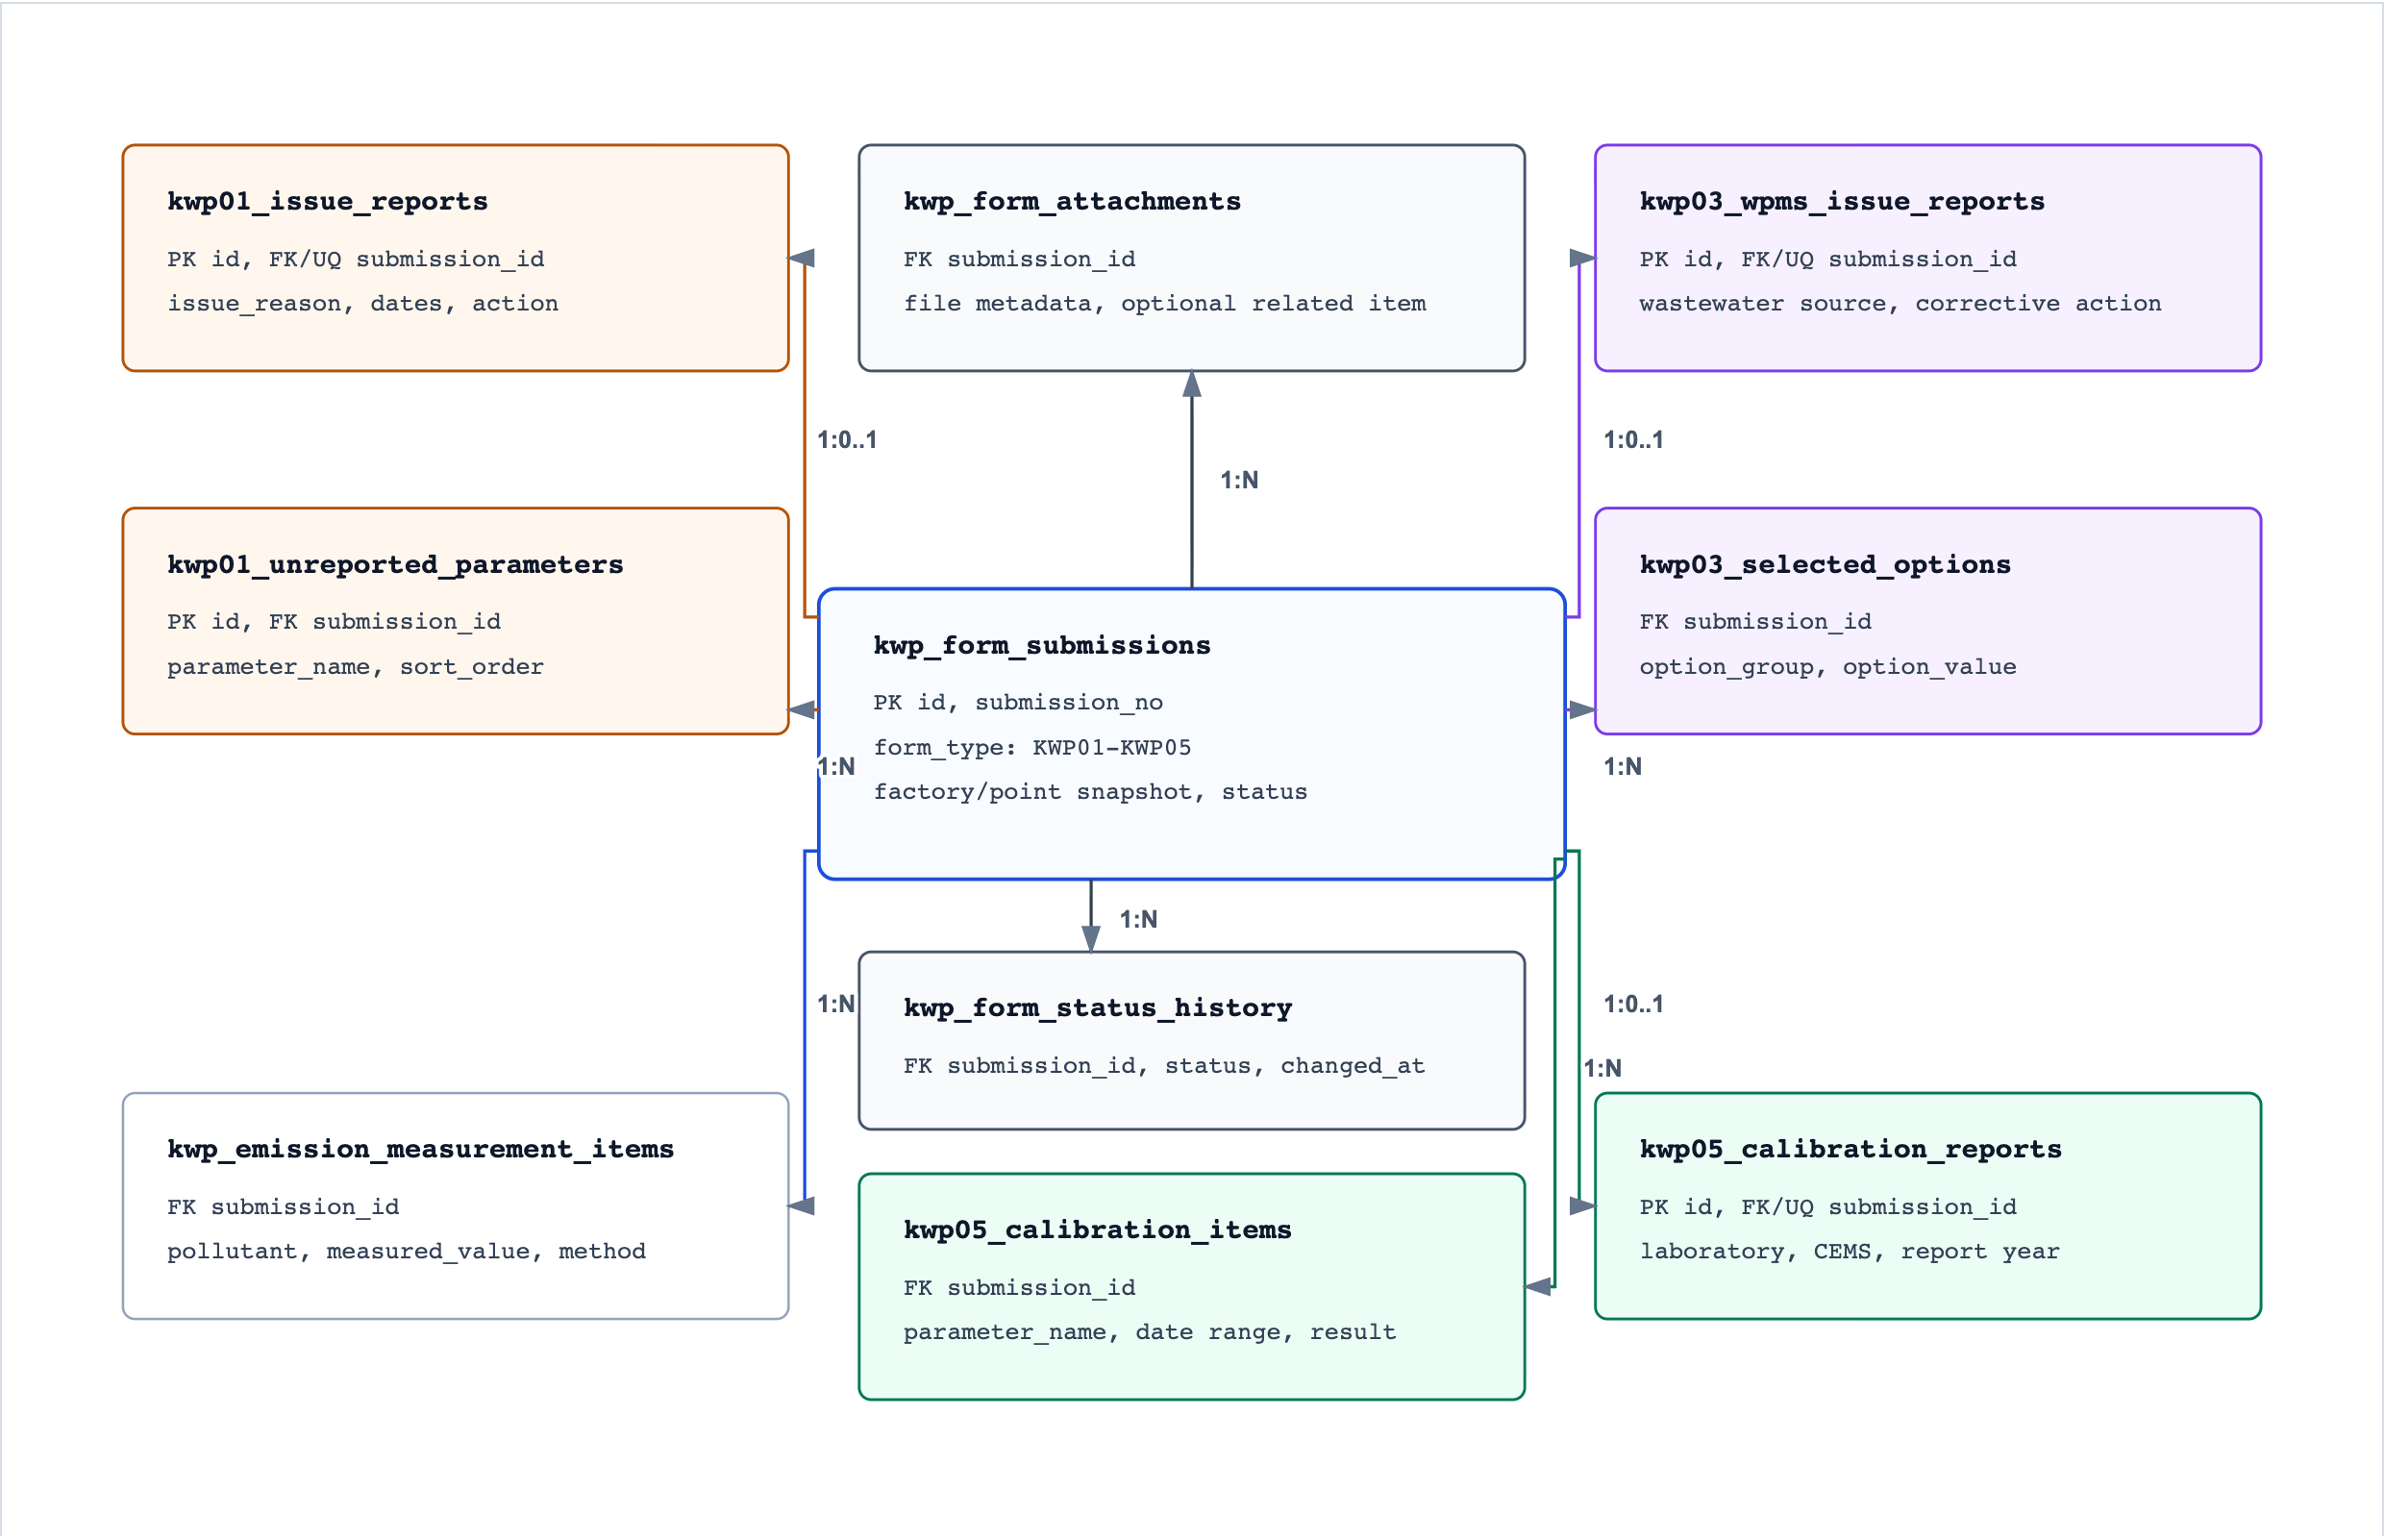 kwp01_issue_reports
PK id, FK/UQ submission_id
issue_reason, dates, action
kwp_form_attachments
FK submission_id
file metadata, optional related item
kwp03_wpms_issue_reports
PK id, FK/UQ submission_id
wastewater source, corrective action
1:0..1
1:N
1:0..1
kwp01_unreported_parameters
PK id, FK submission_id
parameter_name, sort_order
kwp_form_submissions
PK id, submission_no
form_type: KWP01-KWP05
factory/point snapshot, status
kwp03_selected_options
FK submission_id
option_group, option_value
1:N
1:N
1:N
1:N
kwp_form_status_history
FK submission_id, status, changed_at
1:0..1
1:N
kwp_emission_measurement_items
FK submission_id
pollutant, measured_value, method
kwp05_calibration_items
FK submission_id
parameter_name, date range, result
kwp05_calibration_reports
PK id, FK/UQ submission_id
laboratory, CEMS, report year